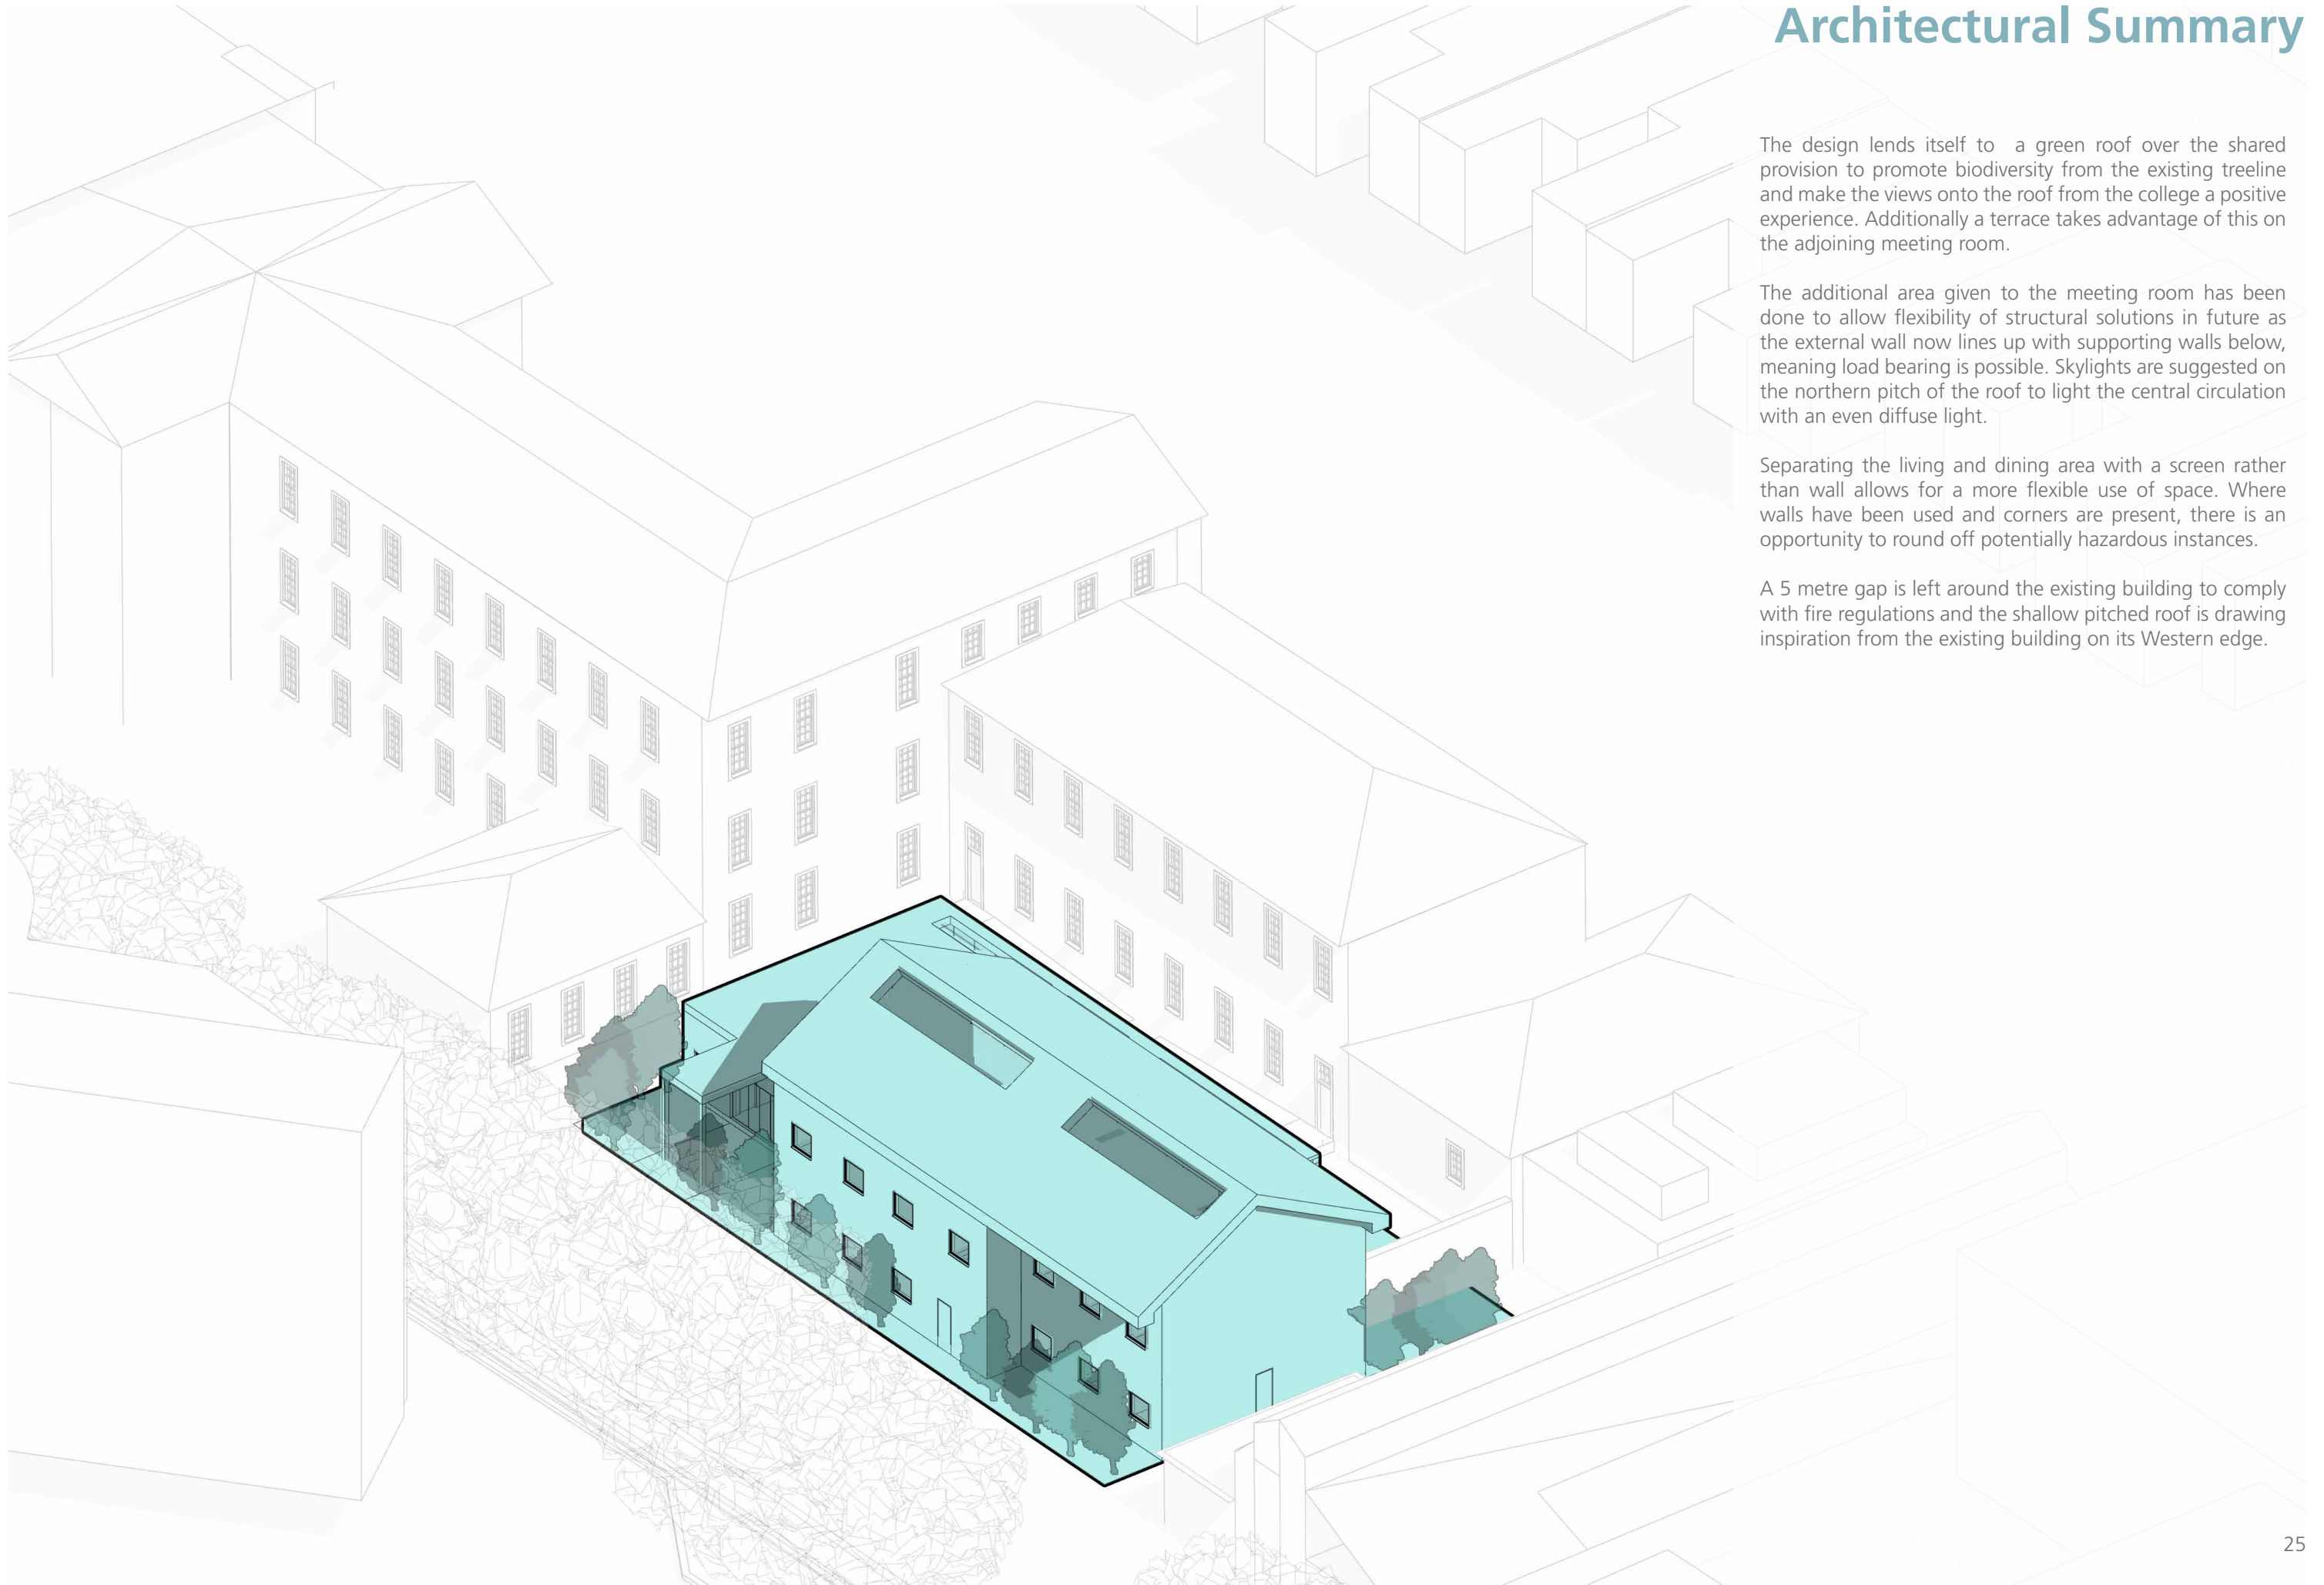 Architectural Summary
The design lends itself to a green roof over the shared
provision to promote biodiversity from the existing treeline
and make the views onto the roof from the college a positive
experience. Additionally a terrace takes advantage of this on
the adjoining meeting room.
The additional area given to the meeting room has been
done to allow flexibility of structural solutions in future as
the external wall now lines up with supporting walls below,
meaning load bearing is possible. Skylights are suggested on
the northern pitch of the roof to light the central circulation
with an even diffuse light.
Separating the living and dining area with a screen rather
than wall allows for a more flexible use of space. Where
walls have been used and corners are present, there is an
opportunity to round off potentially hazardous instances.
A 5 metre gap is left around the existing building to comply
with fire regulations and the shallow pitched roof is drawing
inspiration from the existing building on its Western edge.
25